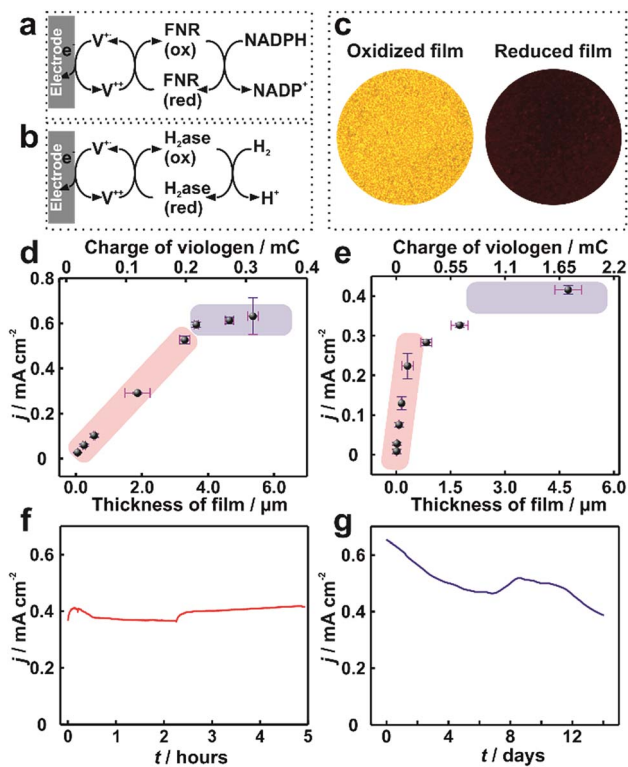 a
Electrode
e⁻
V⁺·
V⁺⁺
FNR
(ox)
FNR
(red)
NADPH
NADP⁺
b
Electrode
e⁻
V⁺·
V⁺⁺
H₂ase
(ox)
H₂ase
(red)
H₂
H⁺
c
Oxidized film
Reduced film
d
Charge of viologen / mC
0 0.1 0.2 0.3 0.4
j / mA cm⁻²
0.8
0.6
0.4
0.2
0
0.0 2.0 4.0 6.0
Thickness of film / µm
e
Charge of viologen / mC
0 0.55 1.1 1.65 2.2
j / mA cm⁻²
0.4
0.3
0.2
0.1
0
0.0 1.5 3.0 4.5 6.0
Thickness of film / µm
f
j / mA cm⁻²
0.6
0.4
0.2
0
0 1 2 3 4 5
t / hours
g
j / mA cm⁻²
0.6
0.4
0.2
0
0 4 8 12
t / days